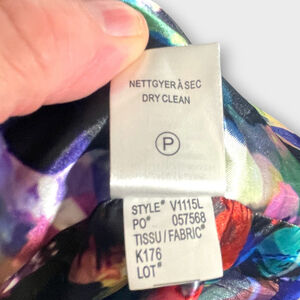 NETTGYER À SEC
DRY CLEAN
P
STYLE# V1115L
PO# 057568
TISSU/FABRIC#
K176
LOT#